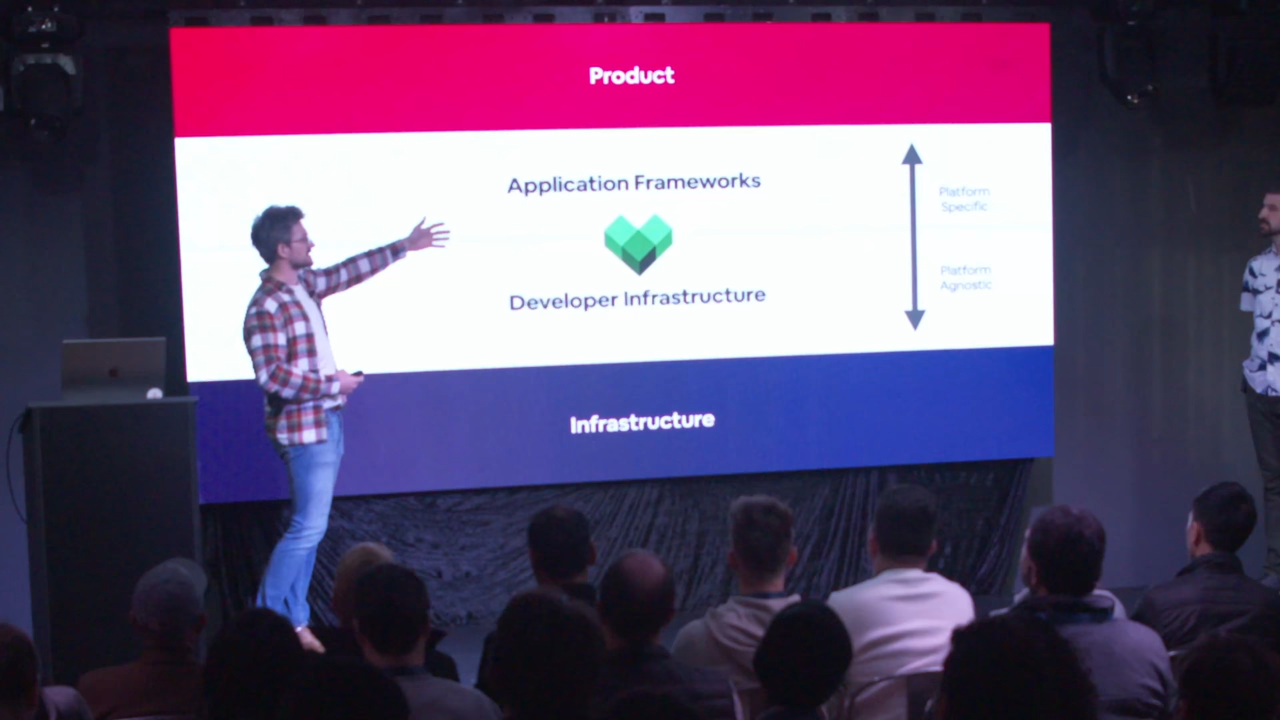 Product
Application Frameworks
Platform
Specific
Platform
Agnostic
Developer Infrastructure
Infrastructure